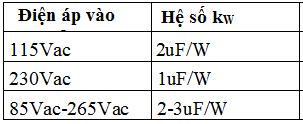 Điện áp vào Hệ số kW
115Vac 2uF/W
230Vac 1uF/W
85Vac-265Vac 2-3uF/W